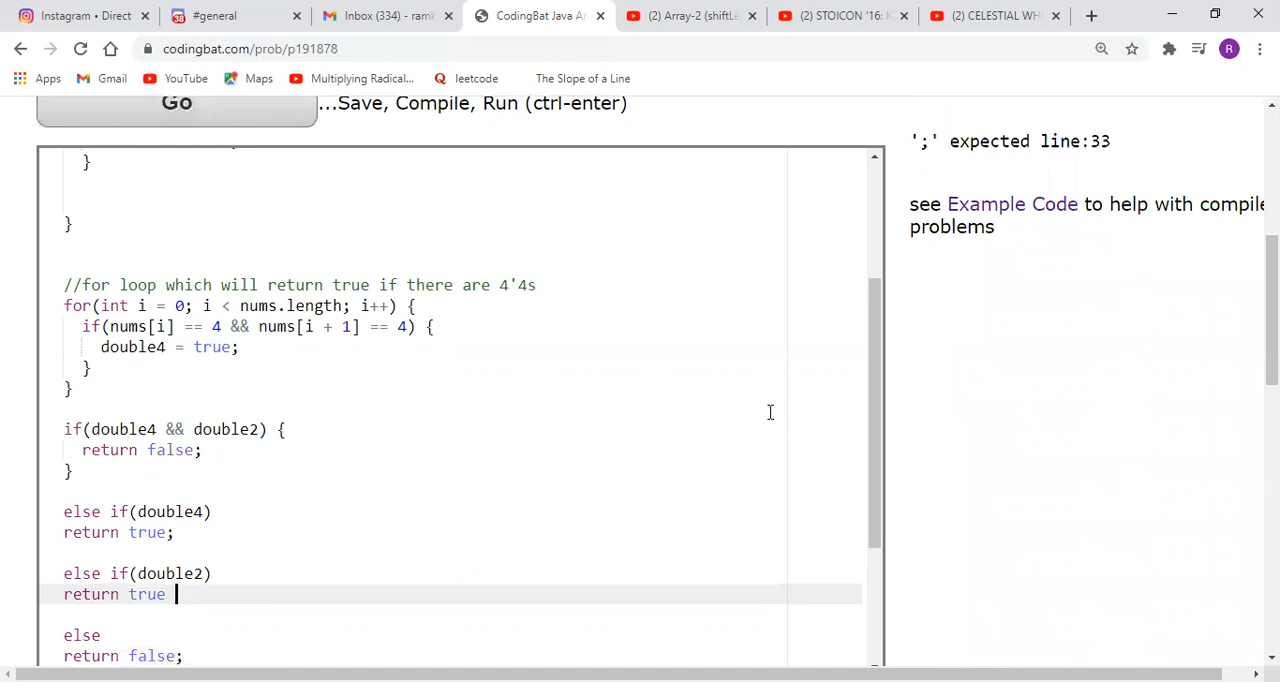 Instagram • Direct
#general
Inbox (334) - ramk
CodingBat Java Ar
(2) Array-2 (shiftLe
(2) STOICON '16: K
(2) CELESTIAL WH
codingbat.com/prob/p191878
R
Apps
Gmail
YouTube
Maps
Multiplying Radical...
leetcode
The Slope of a Line
Go
...Save, Compile, Run (ctrl-enter)
';' expected line:33
see Example Code to help with compile
problems
}
}
//for loop which will return true if there are 4'4s
for(int i = 0; i < nums.length; i++) {
if(nums[i] == 4 && nums[i + 1] == 4) {
double4 = true;
}
}
if(double4 && double2) {
return false;
}
else if(double4)
return true;
else if(double2)
return true
else
return false;